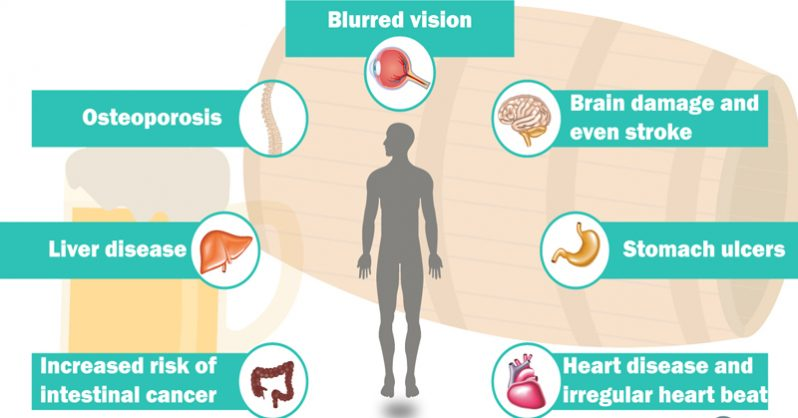 Blurred vision
Osteoporosis
Brain damage and
even stroke
Liver disease
Stomach ulcers
Increased risk of
intestinal cancer
Heart disease and
irregular heart beat